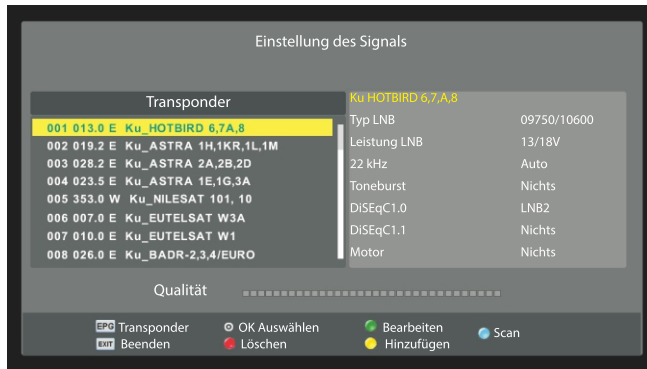 Einstellung des Signals
Transponder
001 013.0 E Ku_HOTBIRD 6,7A,8
002 019.2 E Ku_ASTRA 1H,1KR,1L,1M
003 028.2 E Ku_ASTRA 2A,2B,2D
004 023.5 E Ku_ASTRA 1E,1G,3A
005 353.0 W Ku_NILESAT 101, 10
006 007.0 E Ku_EUTELSAT W3A
007 010.0 E Ku_EUTELSAT W1
008 026.0 E Ku_BADR-2,3,4/EURO
Ku HOTBIRD 6,7,A,8
Typ LNB 09750/10600
Leistung LNB 13/18V
22 kHz Auto
Toneburst Nichts
DiSEqC1.0 LNB2
DiSEqC1.1 Nichts
Motor Nichts
Qualität
EPG Transponder OK Auswählen Bearbeiten Scan
EXIT Beenden Löschen Hinzufügen